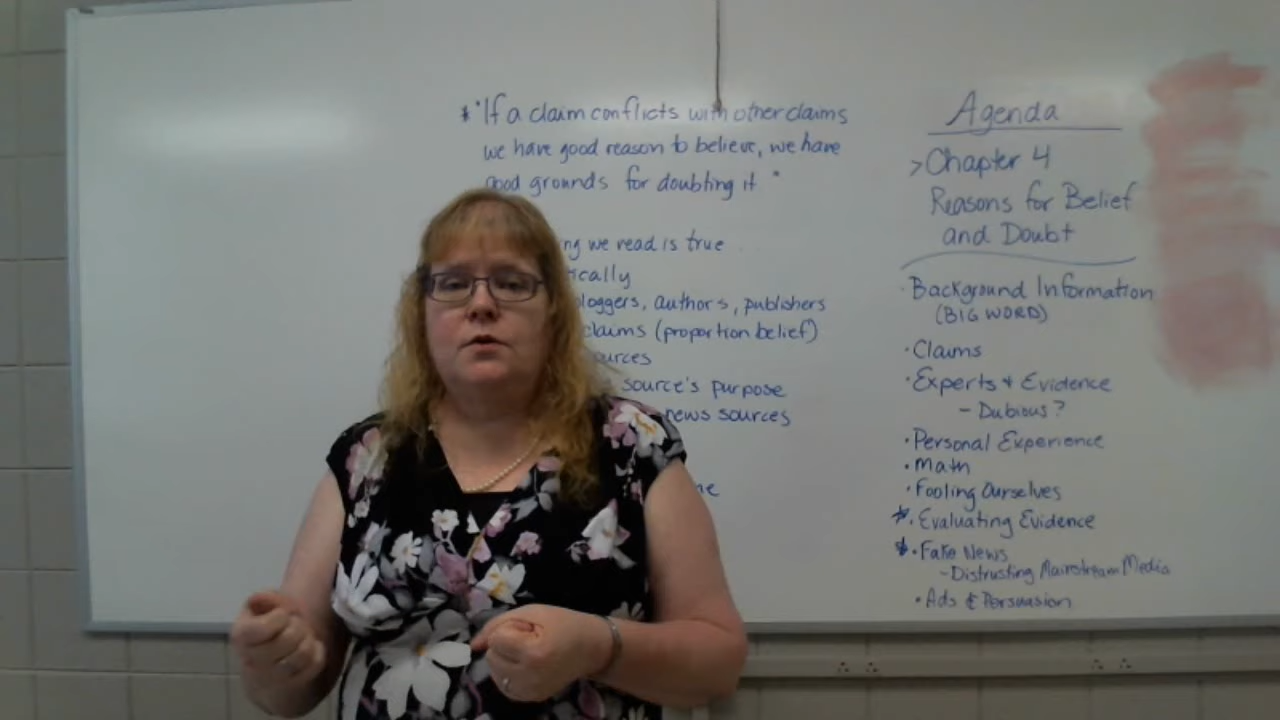 * "If a claim conflicts with other claims
we have good reason to believe, we have
good grounds for doubting it "
we read is true
bloggers, authors, publishers
claims (proportion belief)
source's purpose
news sources
Agenda
> Chapter 4
Reasons for Belief
and Doubt
· Background Information
(BIG WORD)
· Claims
· Experts & Evidence
- Dubious?
· Personal Experience
· Math
· Fooling Ourselves
* · Evaluating Evidence
* · Fake News
- Distrusting Mainstream Media
· Ads & Persuasion